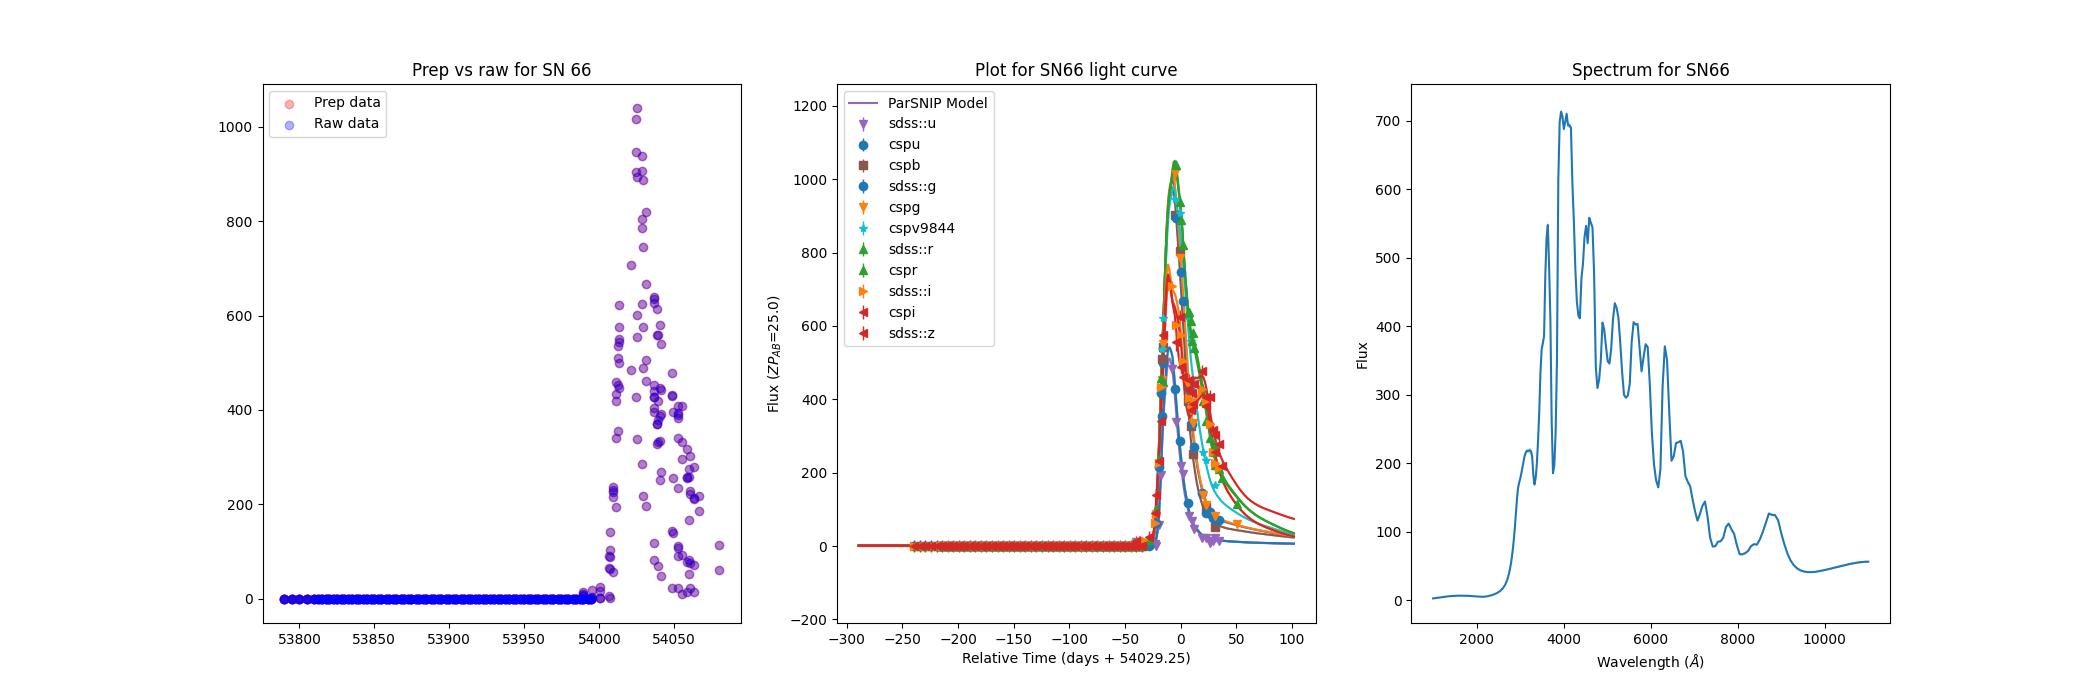 Prep vs raw for SN 66
Prep data
Raw data
1000
800
600
400
200
0
53800
53850
53900
53950
54000
54050
Plot for SN66 light curve
ParSNIP Model
sdss::u
cspu
cspb
sdss::g
cspg
cspv9844
sdss::r
cspr
sdss::i
cspi
sdss::z
Flux (ZP_AB=25.0)
1200
1000
800
600
400
200
0
−200
−300
−250
−200
−150
−100
−50
0
50
100
Relative Time (days + 54029.25)
Spectrum for SN66
Flux
700
600
500
400
300
200
100
0
2000
4000
6000
8000
10000
Wavelength (Å)